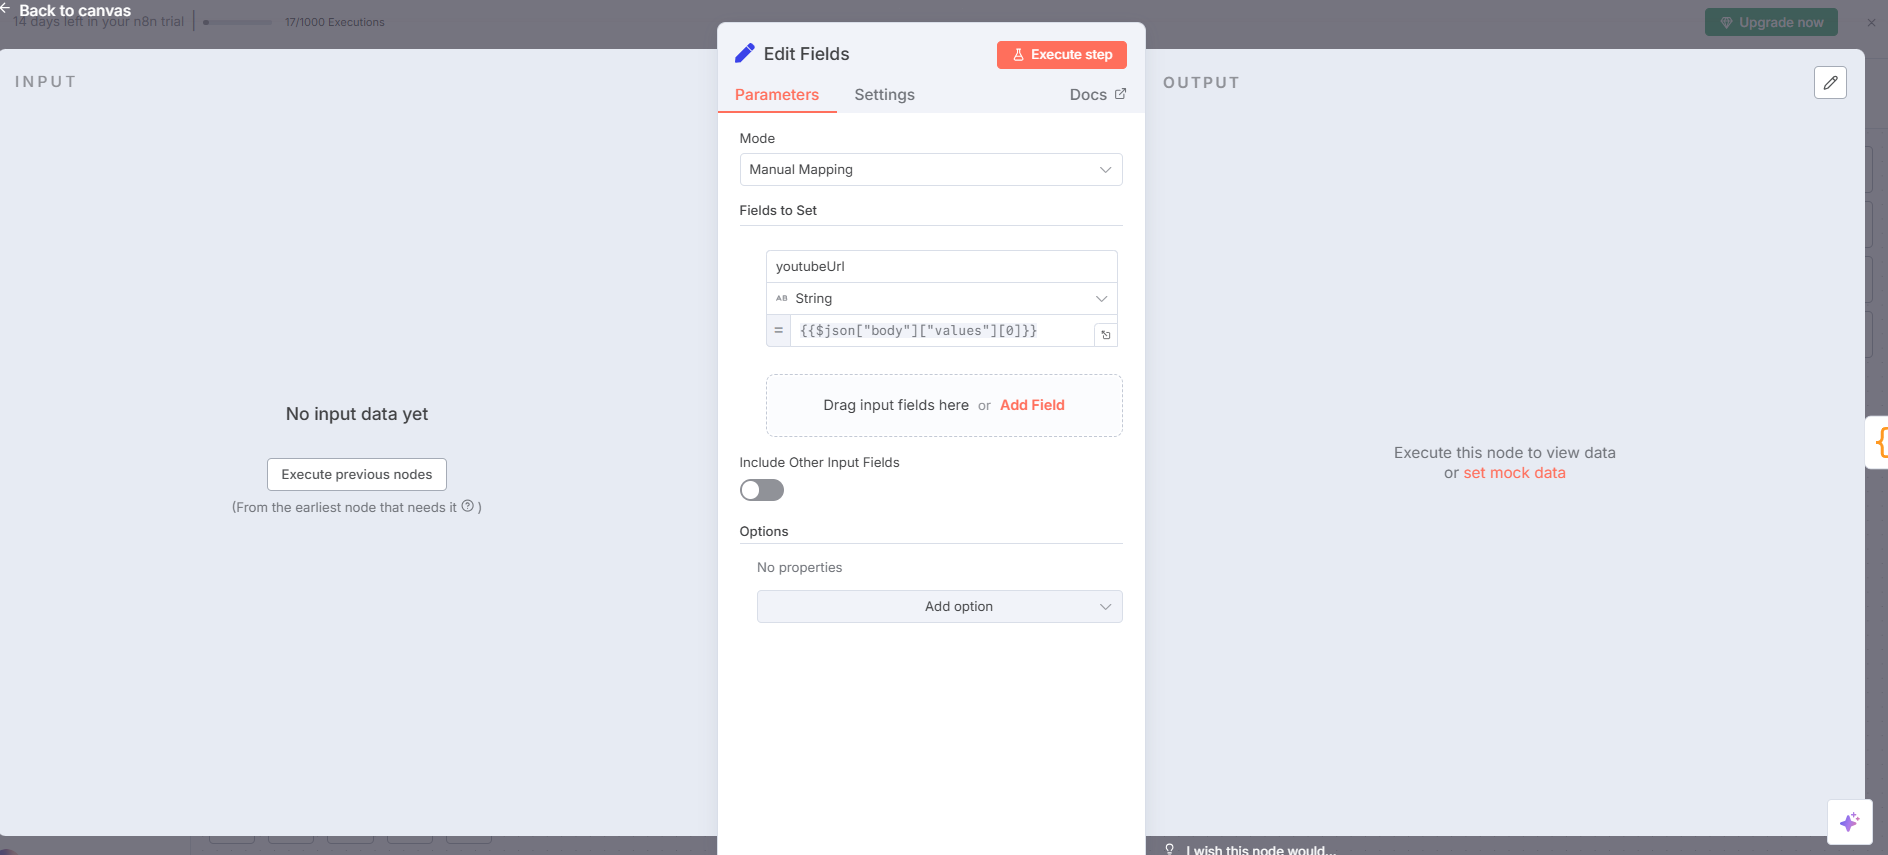 Back to canvas
14 days left in your n8n trial
17/1000 Executions
Upgrade now
INPUT
No input data yet
Execute previous nodes
(From the earliest node that needs it ? )
Edit Fields
Execute step
Parameters
Settings
Docs
Mode
Manual Mapping
Fields to Set
youtubeUrl
AB String
= {{$json["body"]["values"][0]}}
Drag input fields here or Add Field
Include Other Input Fields
Options
No properties
Add option
OUTPUT
Execute this node to view data
or set mock data
{
I wish this node would...